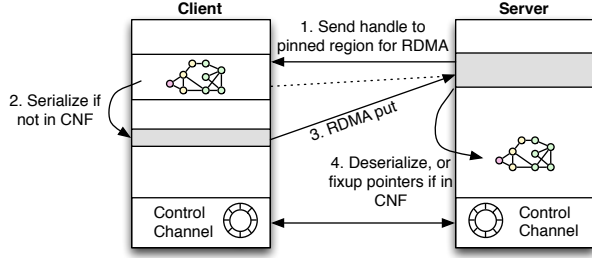 Client
Server
1. Send handle to
pinned region for RDMA
2. Serialize if
not in CNF
3. RDMA put
4. Deserialize, or
fixup pointers if in
CNF
Control
Channel
Control
Channel